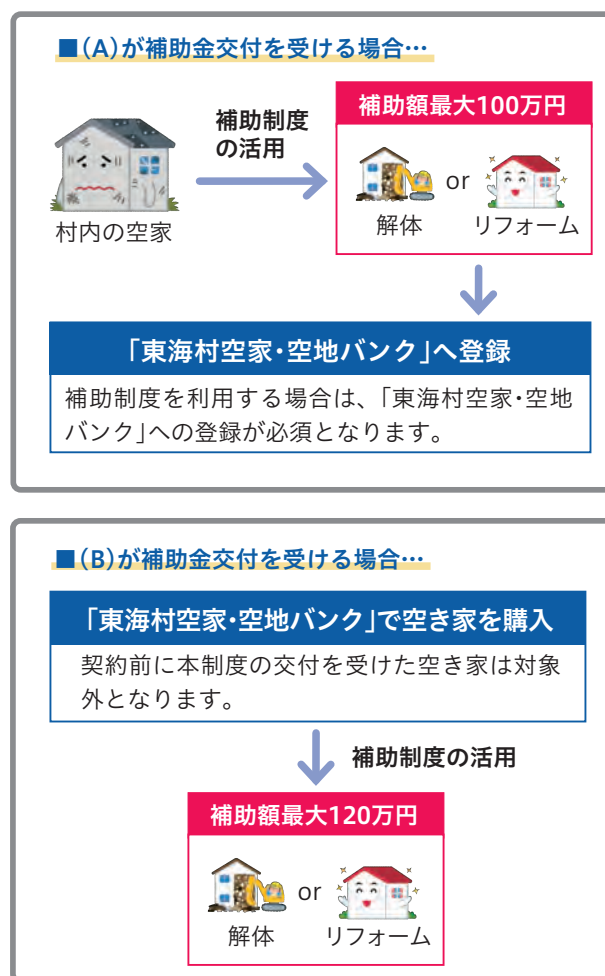 ■(A)が補助金交付を受ける場合…
補助制度
の活用
補助額最大100万円
村内の空家
解体
or
リフォーム
「東海村空家・空地バンク」へ登録
補助制度を利用する場合は、「東海村空家・空地
バンク」への登録が必須となります。
■(B)が補助金交付を受ける場合…
「東海村空家・空地バンク」で空き家を購入
契約前に本制度の交付を受けた空き家は対象
外となります。
補助制度の活用
補助額最大120万円
解体
or
リフォーム